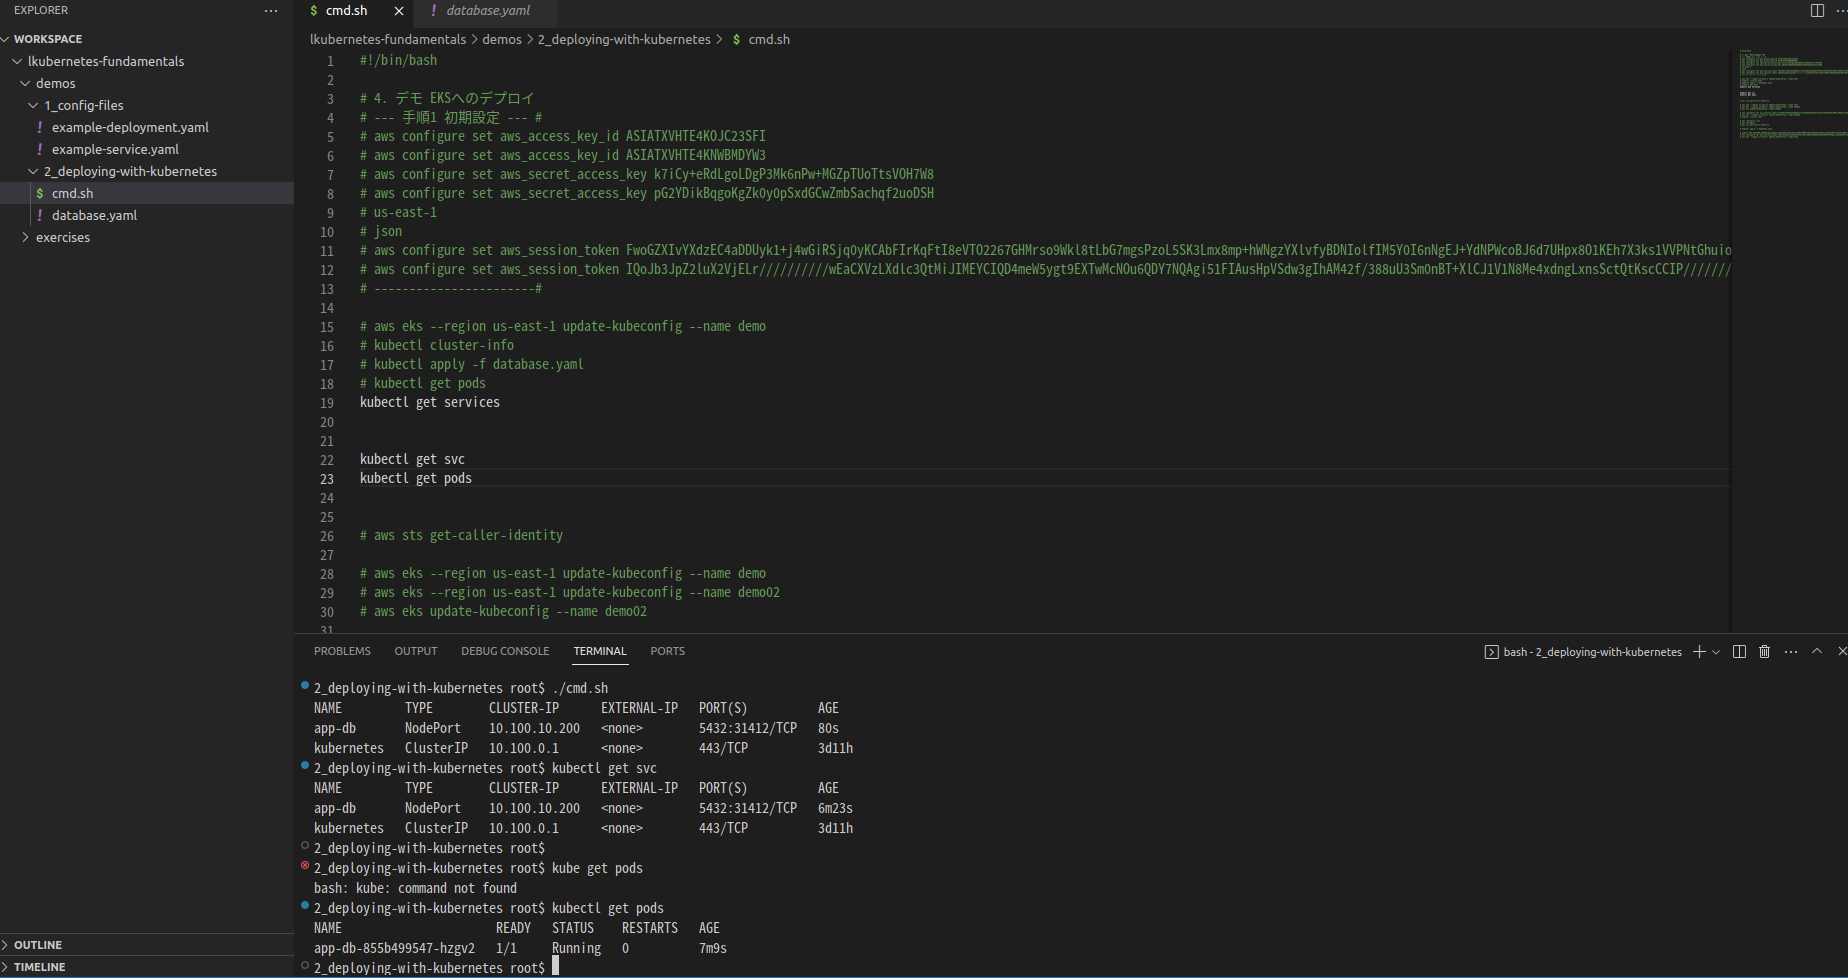 EXPLORER
WORKSPACE
lkubernetes-fundamentals
demos
1_config-files
example-deployment.yaml
example-service.yaml
2_deploying-with-kubernetes
cmd.sh
database.yaml
exercises
OUTLINE
TIMELINE
$ cmd.sh
! database.yaml
lkubernetes-fundamentals > demos > 2_deploying-with-kubernetes > $ cmd.sh
1 #!/bin/bash
2
3 # 4. デモ EKSへのデプロイ
4 # --- 手順1 初期設定 --- #
5 # aws configure set aws_access_key_id ASIATXVHTE4KOJC23SFI
6 # aws configure set aws_access_key_id ASIATXVHTE4KNWBMDYW3
7 # aws configure set aws_secret_access_key k7iCy+eRdLgoLDgP3Mk6nPw+MGZpTUoTtsVOH7W8
8 # aws configure set aws_secret_access_key pG2YDikBqgoKgZk0y0pSxdGCwZmbSachqf2uoDSH
9 # us-east-1
10 # json
11 # aws configure set aws_session_token FwoGZXIvYXdzEC4aDDUyk1+j4wGiRSjq0yKCAbFIrKqFtI8eVTO2267GHMrso9Wkl8tLbG7mgsPzoL5SK3Lmx8mp+hWNgzYXlvfyBDNIolfIM5Y0I6nNgEJ+YdNPWcoBJ6d7UHpx8O1KEh7X3ks1VVPNtGhuio
12 # aws configure set aws_session_token IQoJb3JpZ2luX2VjELr//////////wEaCXVzLXdlc3QtMiJIMEYCIQD4meW5ygt9EXTwMcNOu6QDY7NQAgi51FIAusHpVSdw3gIhAM42f/388uU3SmOnBT+XlCJ1V1N8Me4xdngLxnsSctQtKscCCIP///////
13 # -----------------------#
14
15 # aws eks --region us-east-1 update-kubeconfig --name demo
16 # kubectl cluster-info
17 # kubectl apply -f database.yaml
18 # kubectl get pods
19 kubectl get services
20
21
22 kubectl get svc
23 kubectl get pods
24
25
26 # aws sts get-caller-identity
27
28 # aws eks --region us-east-1 update-kubeconfig --name demo
29 # aws eks --region us-east-1 update-kubeconfig --name demo02
30 # aws eks update-kubeconfig --name demo02
31
PROBLEMS OUTPUT DEBUG CONSOLE TERMINAL PORTS
bash - 2_deploying-with-kubernetes
2_deploying-with-kubernetes root$ ./cmd.sh
NAME TYPE CLUSTER-IP EXTERNAL-IP PORT(S) AGE
app-db NodePort 10.100.10.200 <none> 5432:31412/TCP 80s
kubernetes ClusterIP 10.100.0.1 <none> 443/TCP 3d11h
2_deploying-with-kubernetes root$ kubectl get svc
NAME TYPE CLUSTER-IP EXTERNAL-IP PORT(S) AGE
app-db NodePort 10.100.10.200 <none> 5432:31412/TCP 6m23s
kubernetes ClusterIP 10.100.0.1 <none> 443/TCP 3d11h
2_deploying-with-kubernetes root$
2_deploying-with-kubernetes root$ kube get pods
bash: kube: command not found
2_deploying-with-kubernetes root$ kubectl get pods
NAME READY STATUS RESTARTS AGE
app-db-855b499547-hzgv2 1/1 Running 0 7m9s
2_deploying-with-kubernetes root$